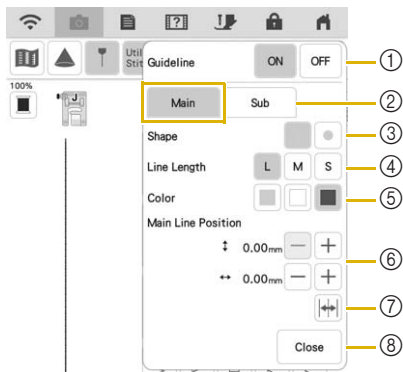 Util
Stit
100%
J
Guideline ON OFF ①
Main Sub ②
Shape ③
Line Length L M S ④
Color ⑤
Main Line Position
↕ 0.00mm − + ⑥
↔ 0.00mm − +
⑦
Close ⑧